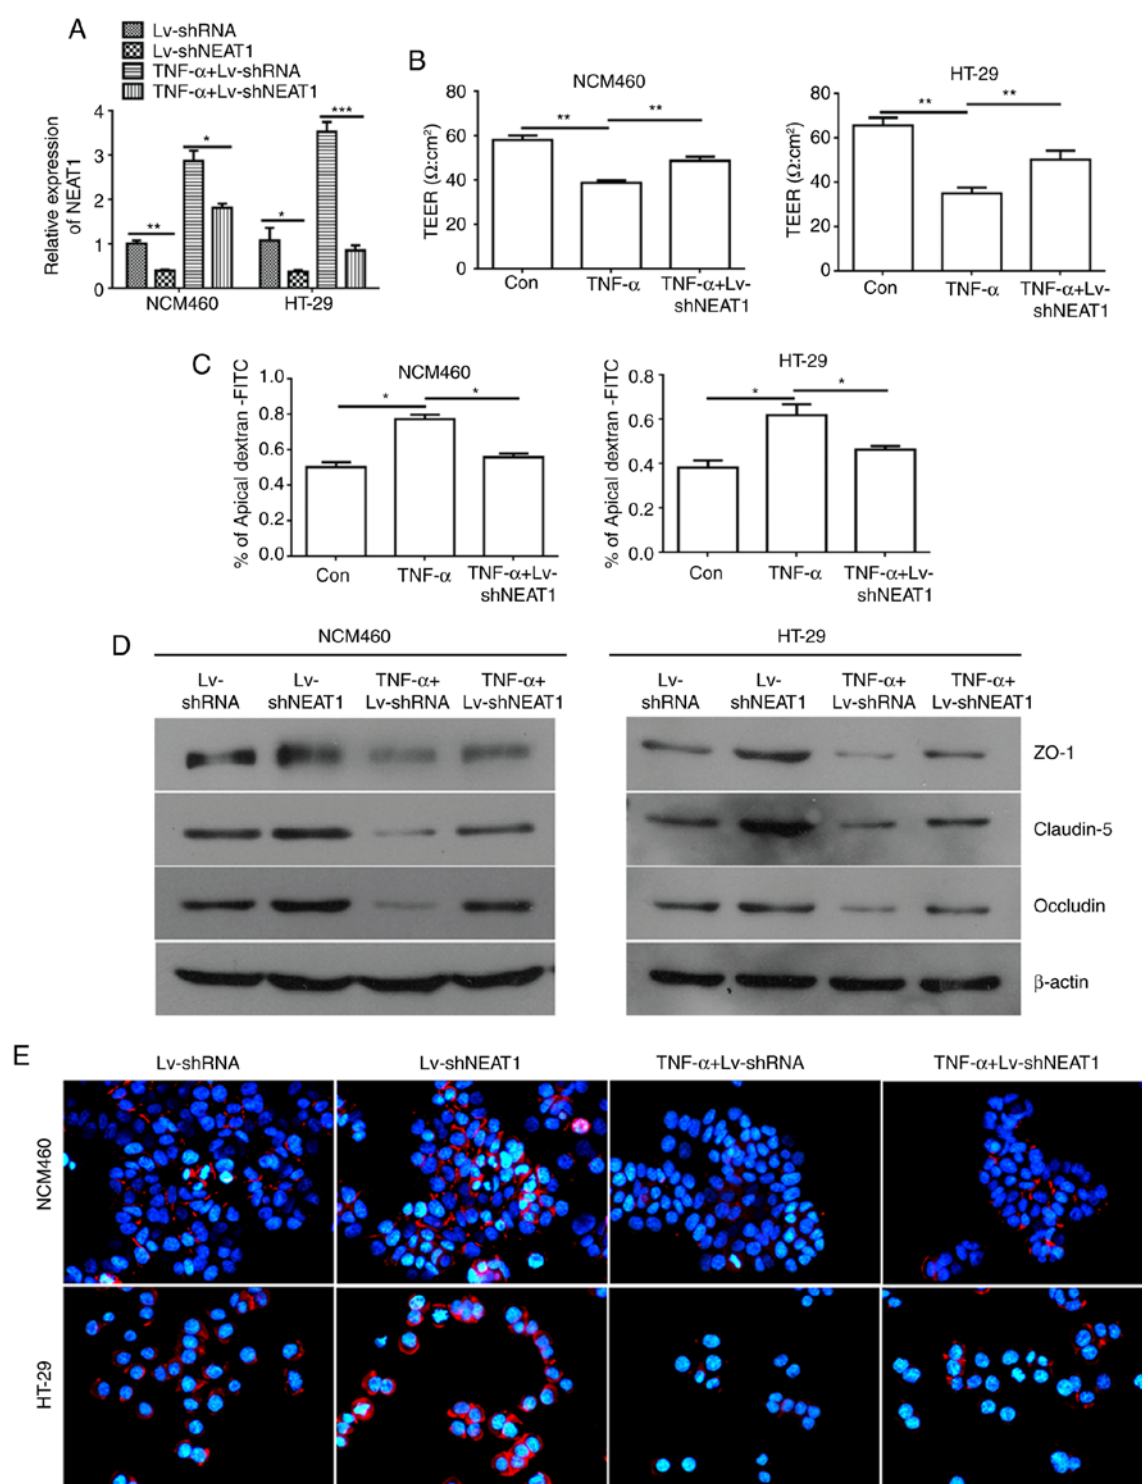 A
Lv-shRNA
Lv-shNEAT1
TNF-α+Lv-shRNA
TNF-α+Lv-shNEAT1
Relative expression
of NEAT1
4
3
2
1
0
**
*
*
***
NCM460
HT-29
B
NCM460
TEER (Ω:cm²)
80
60
40
20
0
**
**
Con
TNF-α
TNF-α+Lv-
shNEAT1
HT-29
TEER (Ω:cm²)
80
60
40
20
0
**
**
Con
TNF-α
TNF-α+Lv-
shNEAT1
C
NCM460
% of Apical dextran -FITC
1.0
0.8
0.6
0.4
0.2
0.0
*
*
Con
TNF-α
TNF-α+Lv-
shNEAT1
HT-29
% of Apical dextran -FITC
0.8
0.6
0.4
0.2
0.0
*
*
Con
TNF-α
TNF-α+Lv-
shNEAT1
D
NCM460
HT-29
Lv-
shRNA
Lv-
shNEAT1
TNF-α+
Lv-shRNA
TNF-α+
Lv-shNEAT1
Lv-
shRNA
Lv-
shNEAT1
TNF-α+
Lv-shRNA
TNF-α+
Lv-shNEAT1
ZO-1
Claudin-5
Occludin
β-actin
E
Lv-shRNA
Lv-shNEAT1
TNF-α+Lv-shRNA
TNF-α+Lv-shNEAT1
NCM460
HT-29